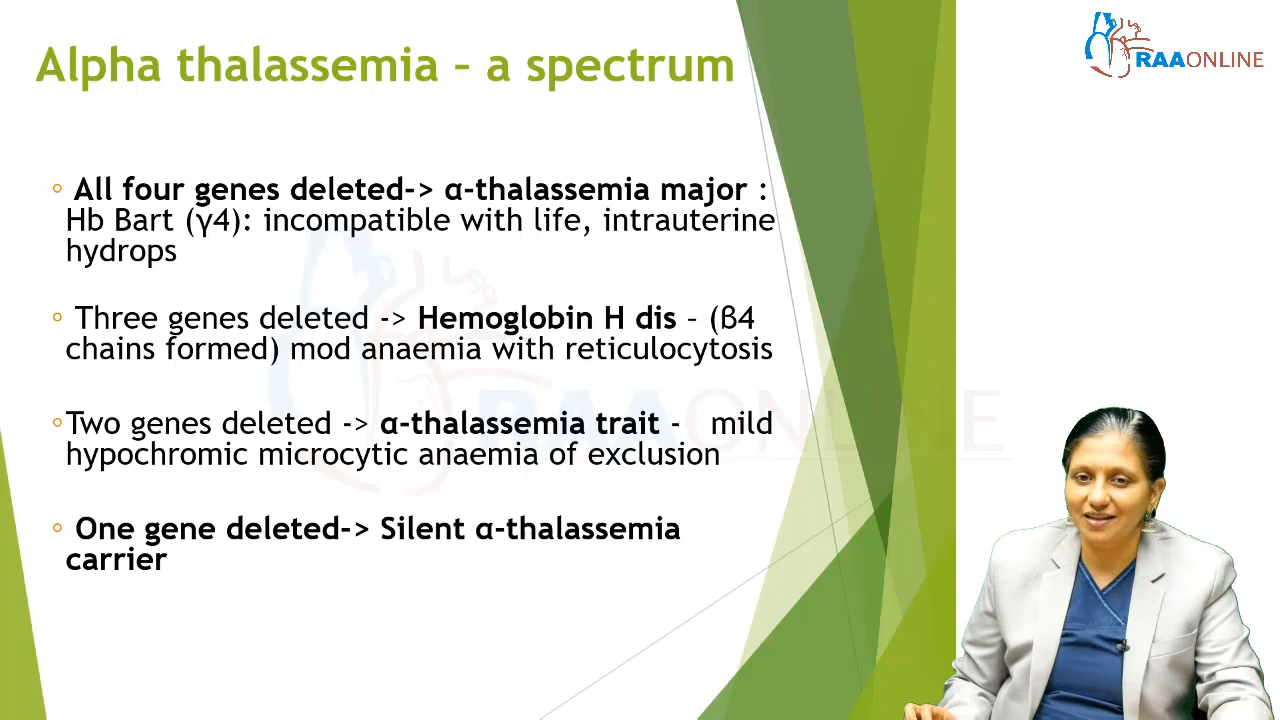 Alpha thalassemia – a spectrum
RAAONLINE
◦ All four genes deleted-> α-thalassemia major :
Hb Bart (γ4): incompatible with life, intrauterine
hydrops
◦ Three genes deleted -> Hemoglobin H dis – (β4
chains formed) mod anaemia with reticulocytosis
◦Two genes deleted -> α-thalassemia trait - mild
hypochromic microcytic anaemia of exclusion
◦ One gene deleted-> Silent α-thalassemia
carrier
RAAONLINE